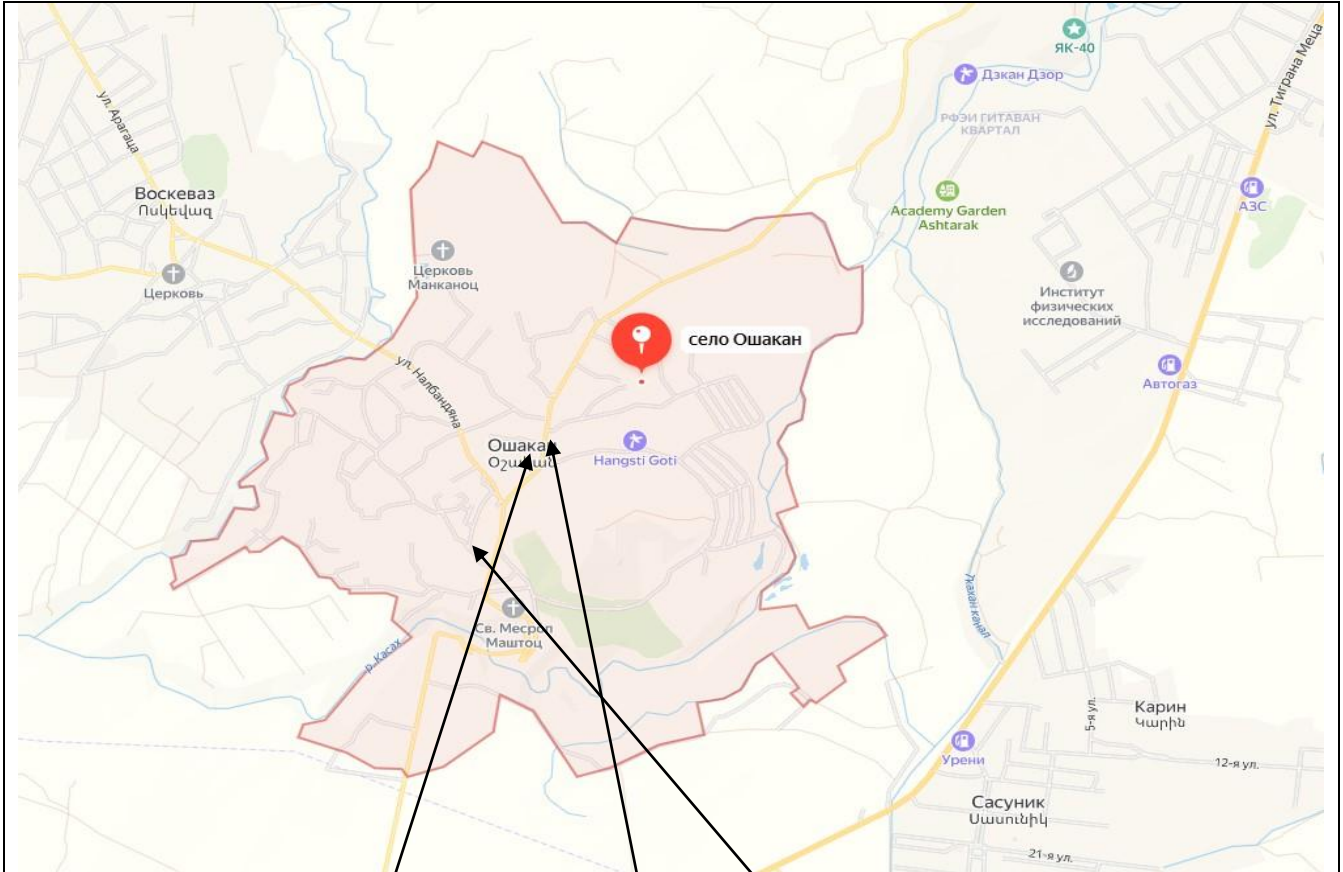 ЯК-40
Дзкан Дзор
ул. Тиграна Меца
ул. Арагаца
РФЭИ ГИТАВАН
КВАРТАЛ
Воскеваз
Ոսկեվազ
Academy Garden
Ashtarak
АЗС
Церковь
Манканоц
Церковь
Институт
физических
исследований
село Ошакан
ул. Налбандяна
Автогаз
Ошакан
Օշական
Hangsti Goti
Св. Месроп
Маштоц
р. Касах
Карин
Կարին
5-я ул.
Урени
12-я ул.
Сасуник
Սասունիկ
21-я ул.